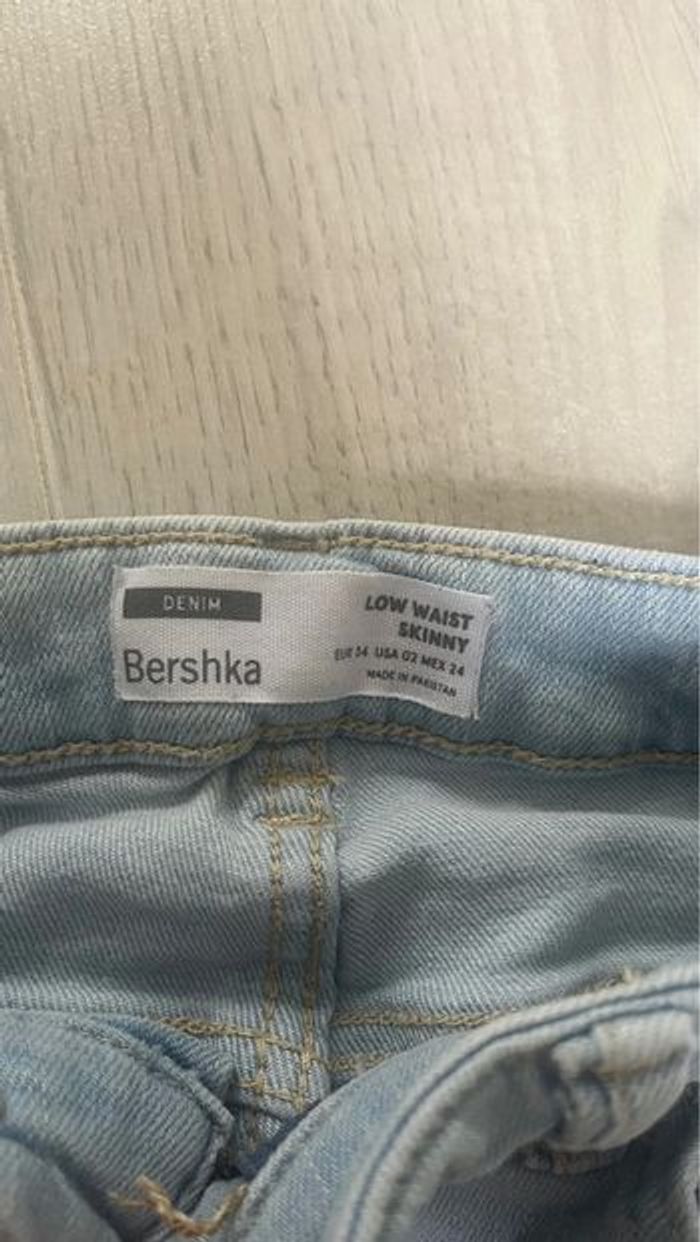 DENIM
Bershka
LOW WAIST
SKINNY
EUR 34 USA 02 MEX 24
MADE IN PAKISTAN